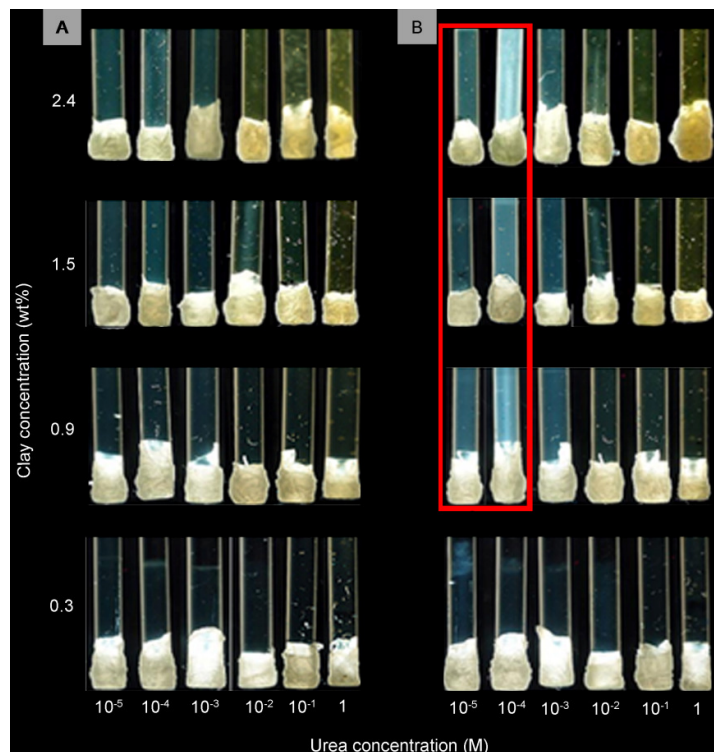 A
B
2.4
1.5
0.9
0.3
Clay concentration (wt%)
10⁻⁵ 10⁻⁴ 10⁻³ 10⁻² 10⁻¹ 1
10⁻⁵ 10⁻⁴ 10⁻³ 10⁻² 10⁻¹ 1
Urea concentration (M)